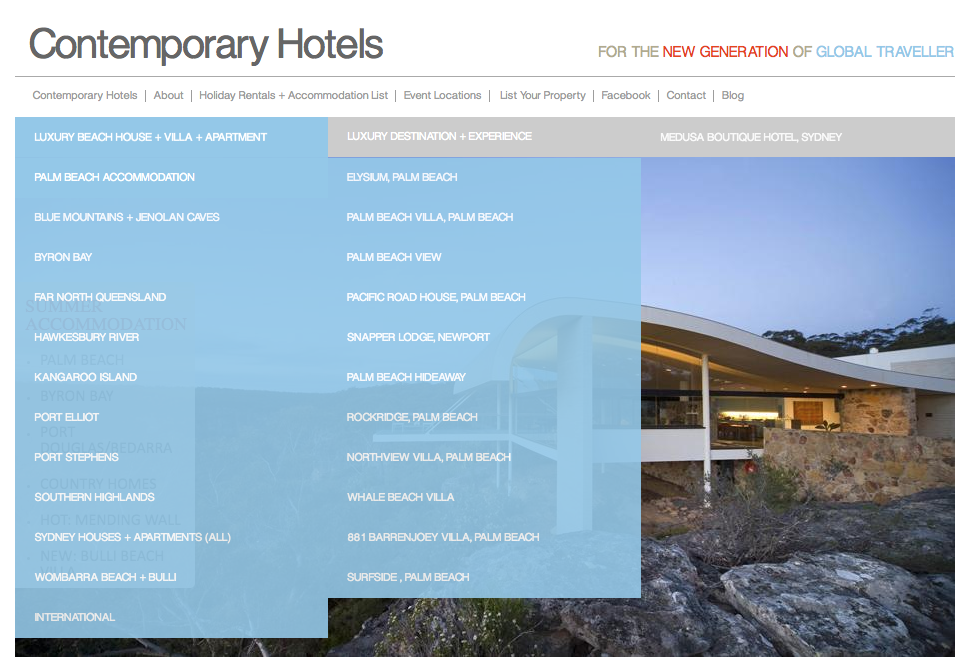 Contemporary Hotels
FOR THE NEW GENERATION OF GLOBAL TRAVELLER
Contemporary Hotels | About | Holiday Rentals + Accommodation List | Event Locations | List Your Property | Facebook | Contact | Blog
LUXURY BEACH HOUSE + VILLA + APARTMENT
LUXURY DESTINATION + EXPERIENCE
MEDUSA BOUTIQUE HOTEL, SYDNEY
PALM BEACH ACCOMMODATION
BLUE MOUNTAINS + JENOLAN CAVES
BYRON BAY
FAR NORTH QUEENSLAND
HAWKESBURY RIVER
KANGAROO ISLAND
PORT ELLIOT
PORT STEPHENS
SOUTHERN HIGHLANDS
SYDNEY HOUSES + APARTMENTS (ALL)
WOMBARRA BEACH + BULLI
INTERNATIONAL
ELYSIUM, PALM BEACH
PALM BEACH VILLA, PALM BEACH
PALM BEACH VIEW
PACIFIC ROAD HOUSE, PALM BEACH
SNAPPER LODGE, NEWPORT
PALM BEACH HIDEAWAY
ROCKRIDGE, PALM BEACH
NORTHVIEW VILLA, PALM BEACH
WHALE BEACH VILLA
881 BARRENJOEY VILLA, PALM BEACH
SURFSIDE , PALM BEACH
SUMMER
ACCOMMODATION
PALM BEACH
BYRON BAY
PORT
DOUGLAS/BEDARRA
COUNTRY HOMES
HOT: MENDING WALL
NEW: BULLI BEACH